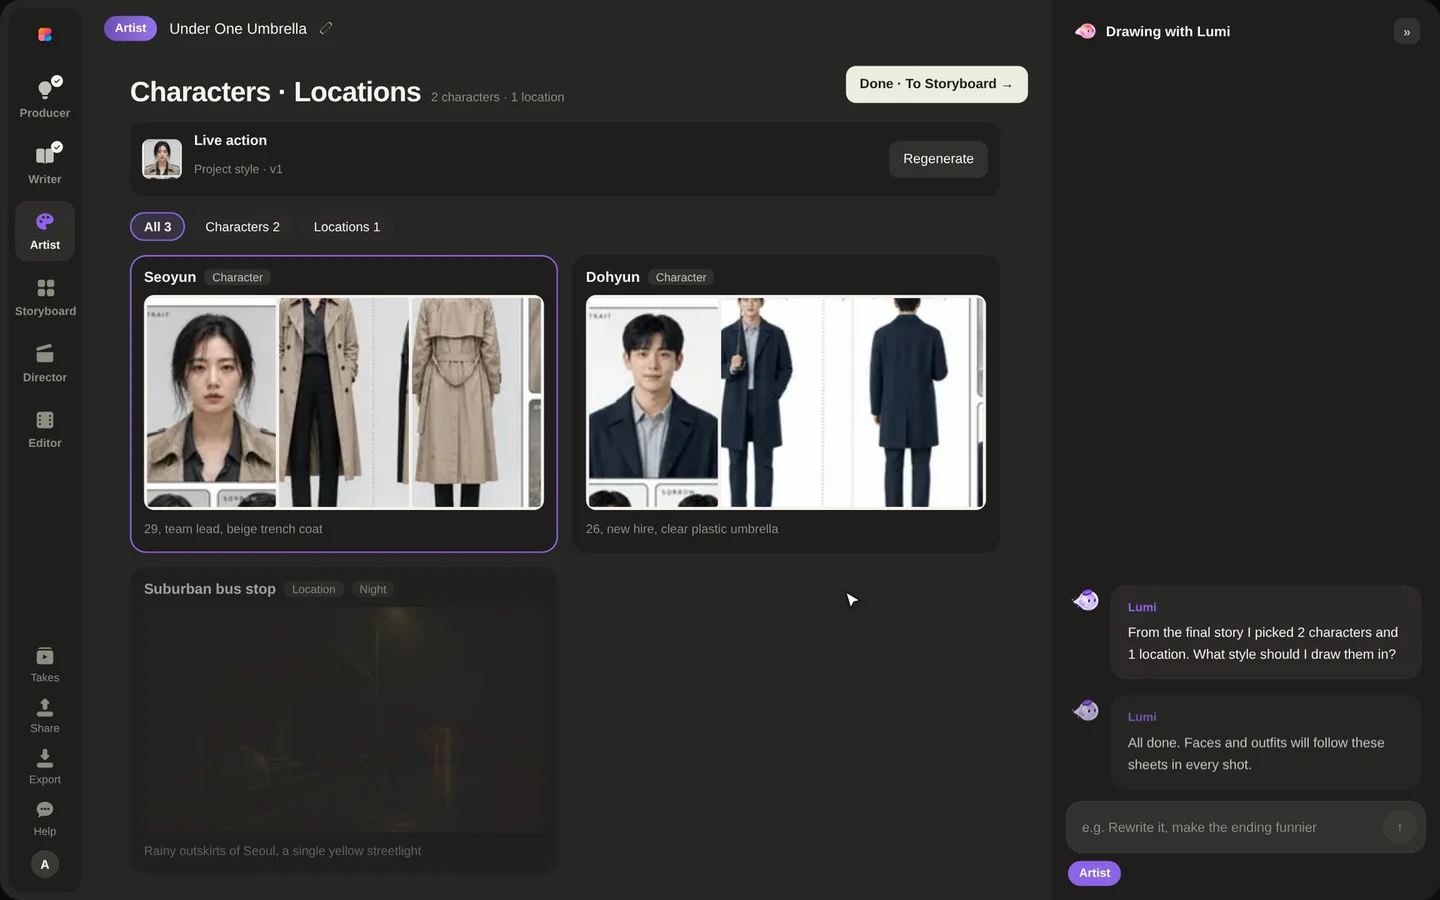 Artist
Under One Umbrella
Drawing with Lumi
»
Producer
Writer
Artist
Storyboard
Director
Editor
Takes
Share
Export
Help
A
Characters · Locations
2 characters · 1 location
Done · To Storyboard →
Live action
Project style · v1
Regenerate
All 3
Characters 2
Locations 1
Seoyun
Character
TRAIT
SORROW
29, team lead, beige trench coat
Dohyun
Character
TRAIT
SORROW
26, new hire, clear plastic umbrella
Suburban bus stop
Location
Night
Rainy outskirts of Seoul, a single yellow streetlight
Lumi
From the final story I picked 2 characters and
1 location. What style should I draw them in?
Lumi
All done. Faces and outfits will follow these
sheets in every shot.
e.g. Rewrite it, make the ending funnier
↑
Artist